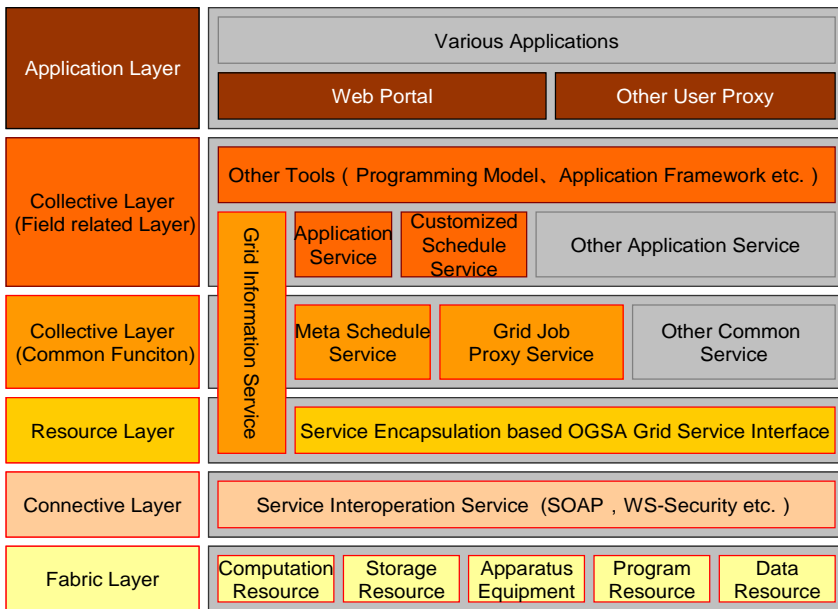 Application Layer
Various Applications
Web Portal
Other User Proxy
Collective Layer
(Field related Layer)
Other Tools ( Programming Model、Application Framework etc. )
Grid Information Service
Application
Service
Customized
Schedule
Service
Other Application Service
Collective Layer
(Common Funciton)
Meta Schedule
Service
Grid Job
Proxy Service
Other Common
Service
Resource Layer
Service Encapsulation based OGSA Grid Service Interface
Connective Layer
Service Interoperation Service (SOAP , WS-Security etc. )
Fabric Layer
Computation
Resource
Storage
Resource
Apparatus
Equipment
Program
Resource
Data
Resource